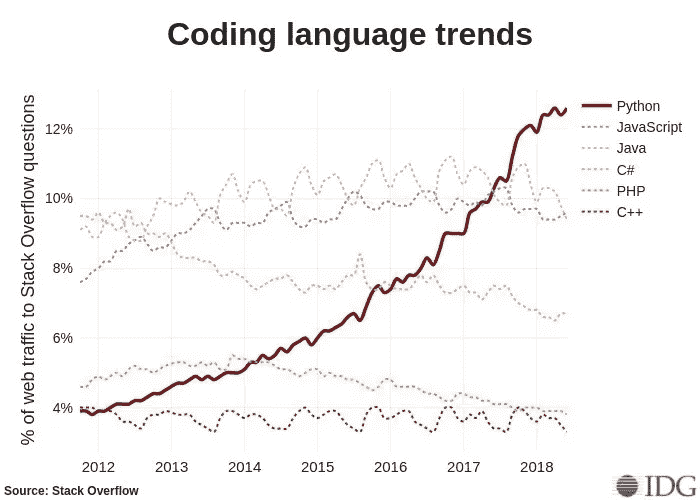 Coding language trends
% of web traffic to Stack Overflow questions
12%
10%
8%
6%
4%
2012 2013 2014 2015 2016 2017 2018
Python
JavaScript
Java
C#
PHP
C++
Source: Stack Overflow
IDG